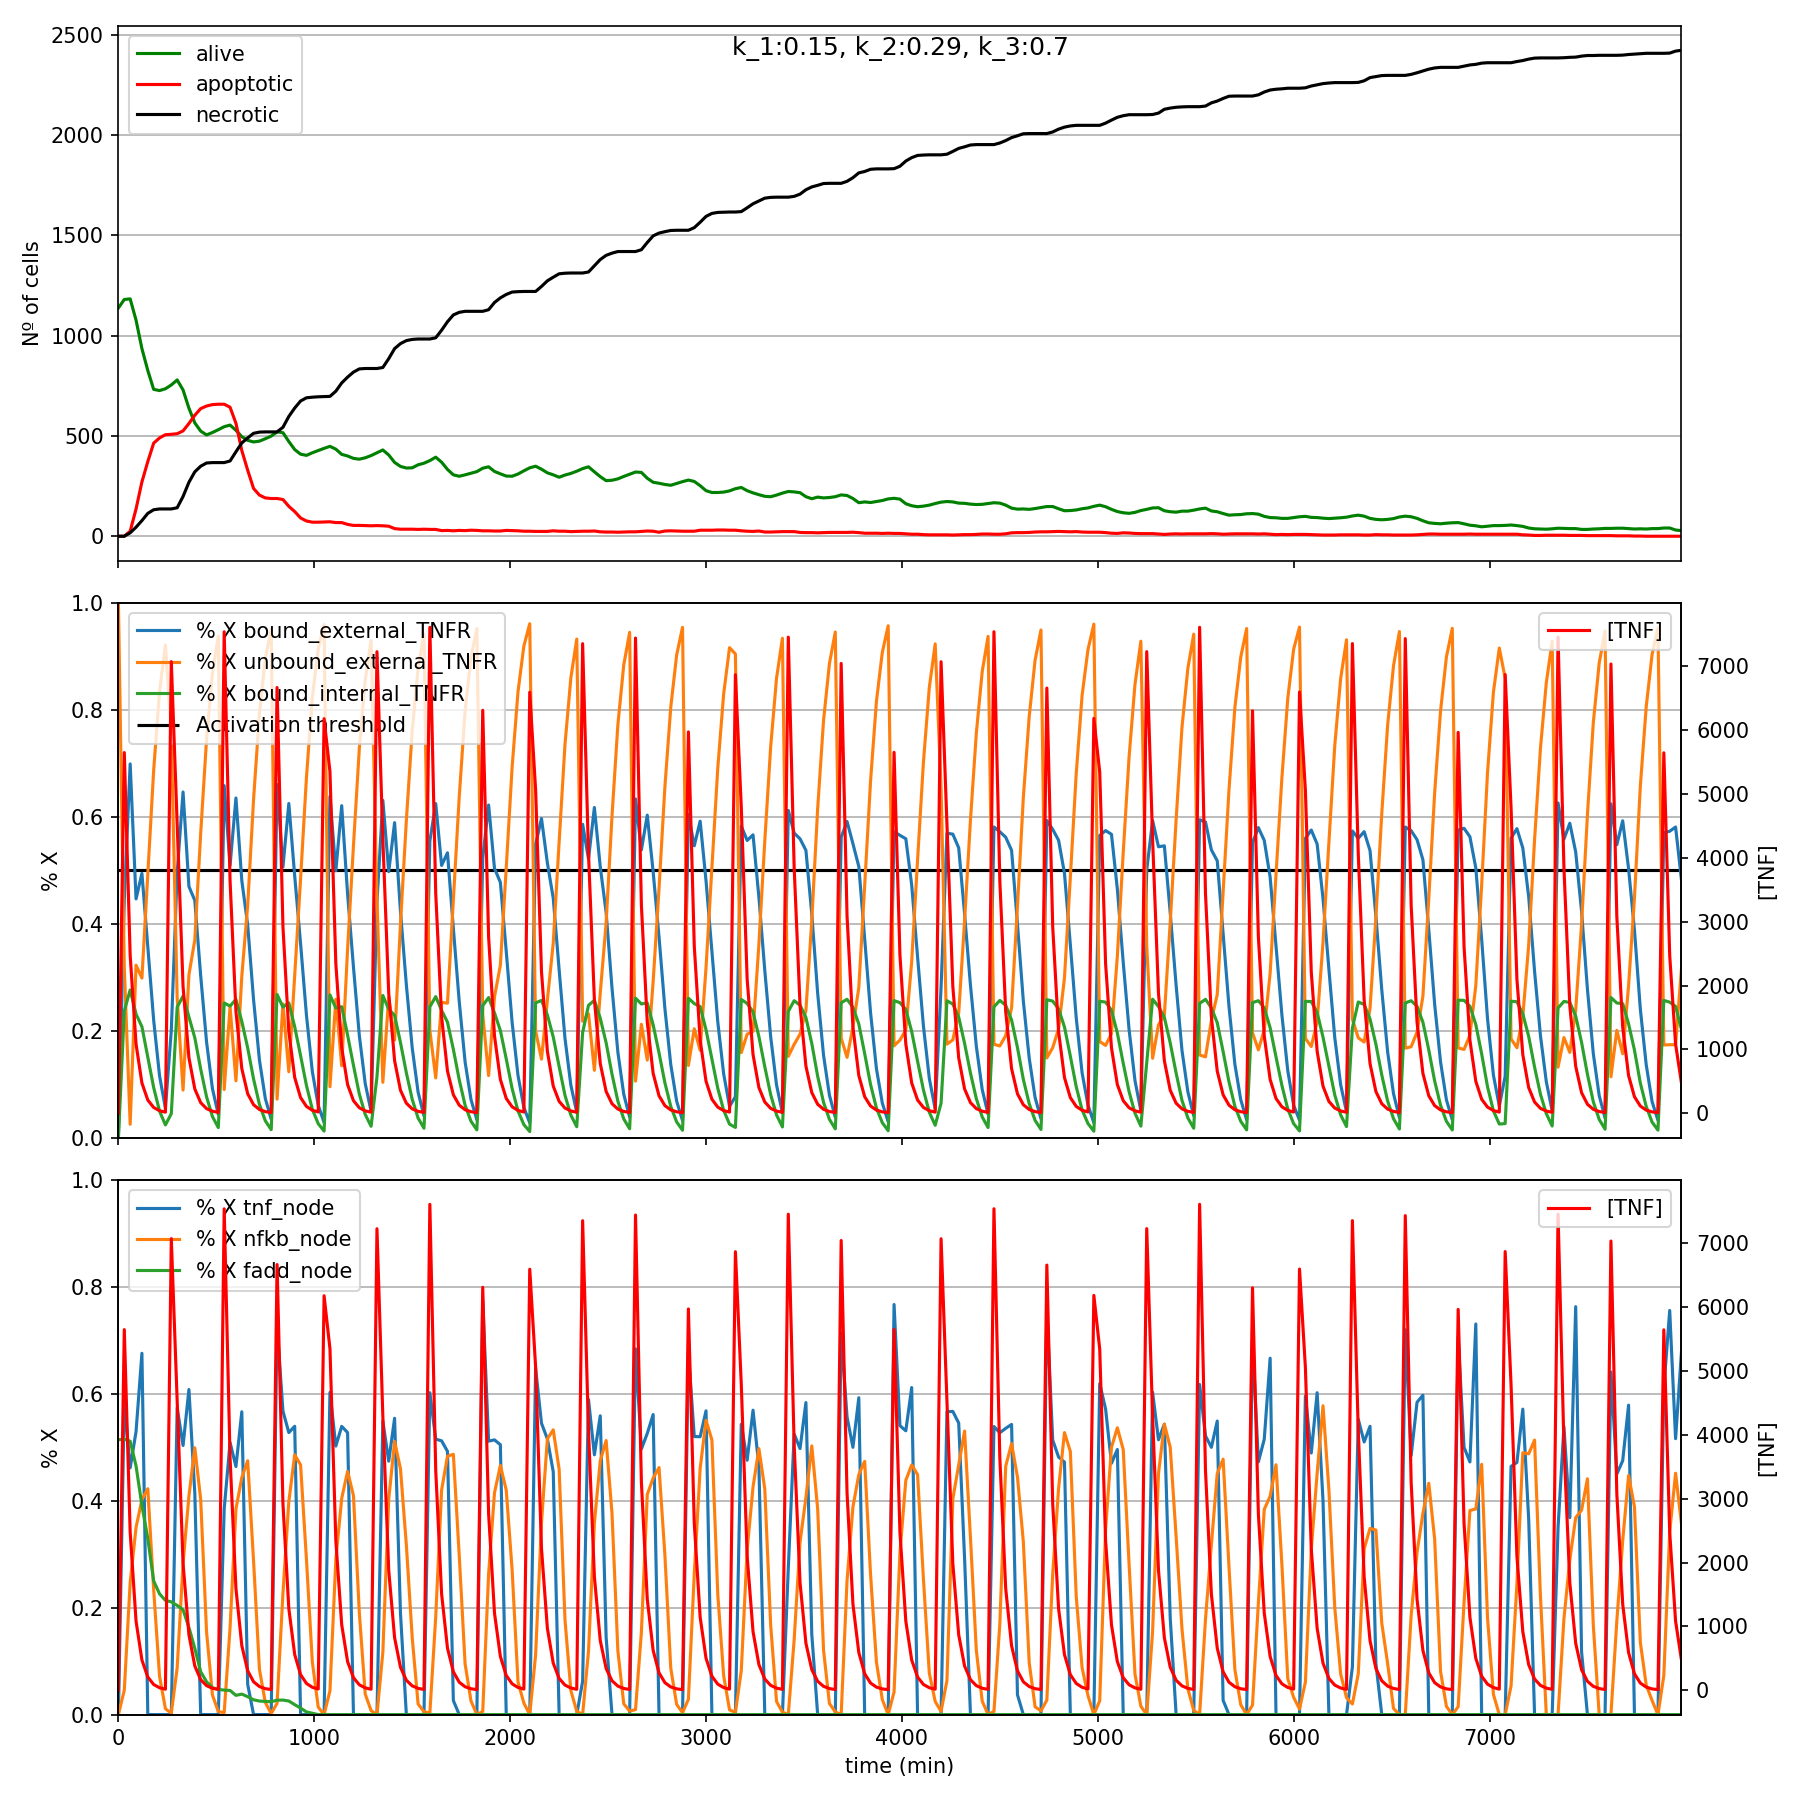 k_1:0.15, k_2:0.29, k_3:0.7
alive
apoptotic
necrotic
2500
2000
1500
1000
500
0
Nº of cells
% X bound_external_TNFR
% X unbound_external_TNFR
% X bound_internal_TNFR
Activation threshold
[TNF]
1.0
0.8
0.6
0.4
0.2
0.0
% X
7000
6000
5000
4000
3000
2000
1000
0
[TNF]
% X tnf_node
% X nfkb_node
% X fadd_node
[TNF]
1.0
0.8
0.6
0.4
0.2
0.0
% X
7000
6000
5000
4000
3000
2000
1000
0
[TNF]
0 1000 2000 3000 4000 5000 6000 7000
time (min)